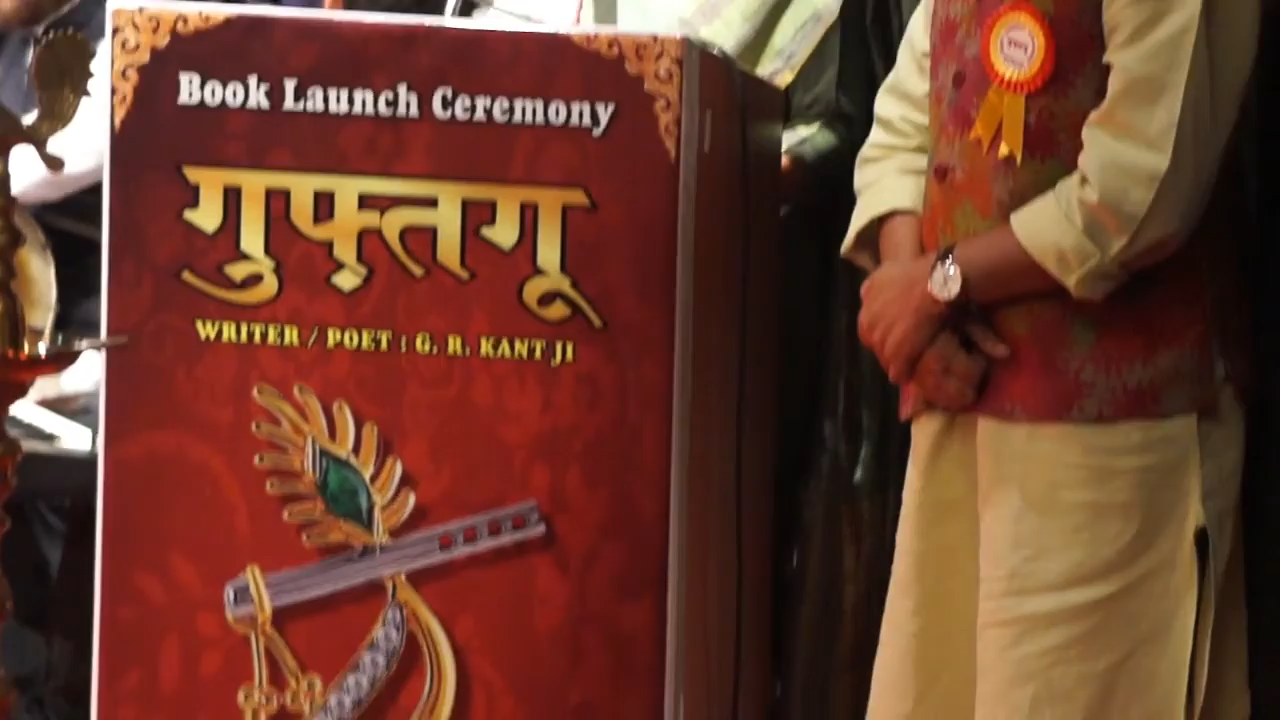 Book Launch Ceremony
गुफ़्तगू
WRITER / POET : G. R. KANT JI